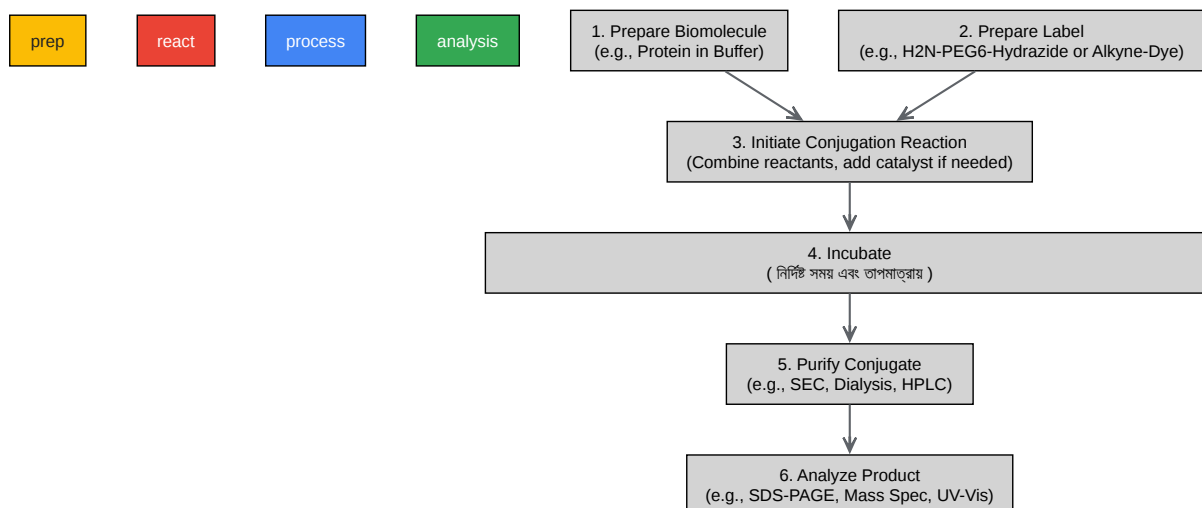 prep
react
process
analysis
1. Prepare Biomolecule
(e.g., Protein in Buffer)
2. Prepare Label
(e.g., H2N-PEG6-Hydrazide or Alkyne-Dye)
3. Initiate Conjugation Reaction
(Combine reactants, add catalyst if needed)
4. Incubate
( নির্দিষ্ট সময় এবং তাপমাত্রায় )
5. Purify Conjugate
(e.g., SEC, Dialysis, HPLC)
6. Analyze Product
(e.g., SDS-PAGE, Mass Spec, UV-Vis)